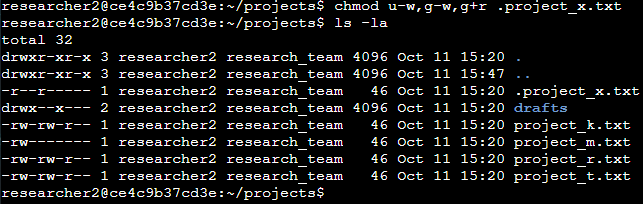 researcher2@ce4c9b37cd3e:~/projects$ chmod u-w,g-w,g+r .project_x.txt
researcher2@ce4c9b37cd3e:~/projects$ ls -la
total 32
drwxr-xr-x 3 researcher2 research_team 4096 Oct 11 15:20 .
drwxr-xr-x 3 researcher2 research_team 4096 Oct 11 15:47 ..
-r--r----- 1 researcher2 research_team   46 Oct 11 15:20 .project_x.txt
drwx--x--- 2 researcher2 research_team 4096 Oct 11 15:20 drafts
-rw-rw-r-- 1 researcher2 research_team   46 Oct 11 15:20 project_k.txt
-rw------- 1 researcher2 research_team   46 Oct 11 15:20 project_m.txt
-rw-rw-r-- 1 researcher2 research_team   46 Oct 11 15:20 project_r.txt
-rw-rw-r-- 1 researcher2 research_team   46 Oct 11 15:20 project_t.txt
researcher2@ce4c9b37cd3e:~/projects$